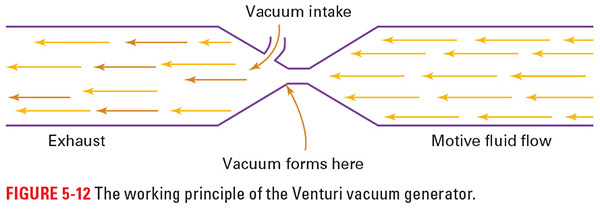 Vacuum intake
Exhaust
Motive fluid flow
Vacuum forms here
FIGURE 5-12 The working principle of the Venturi vacuum generator.